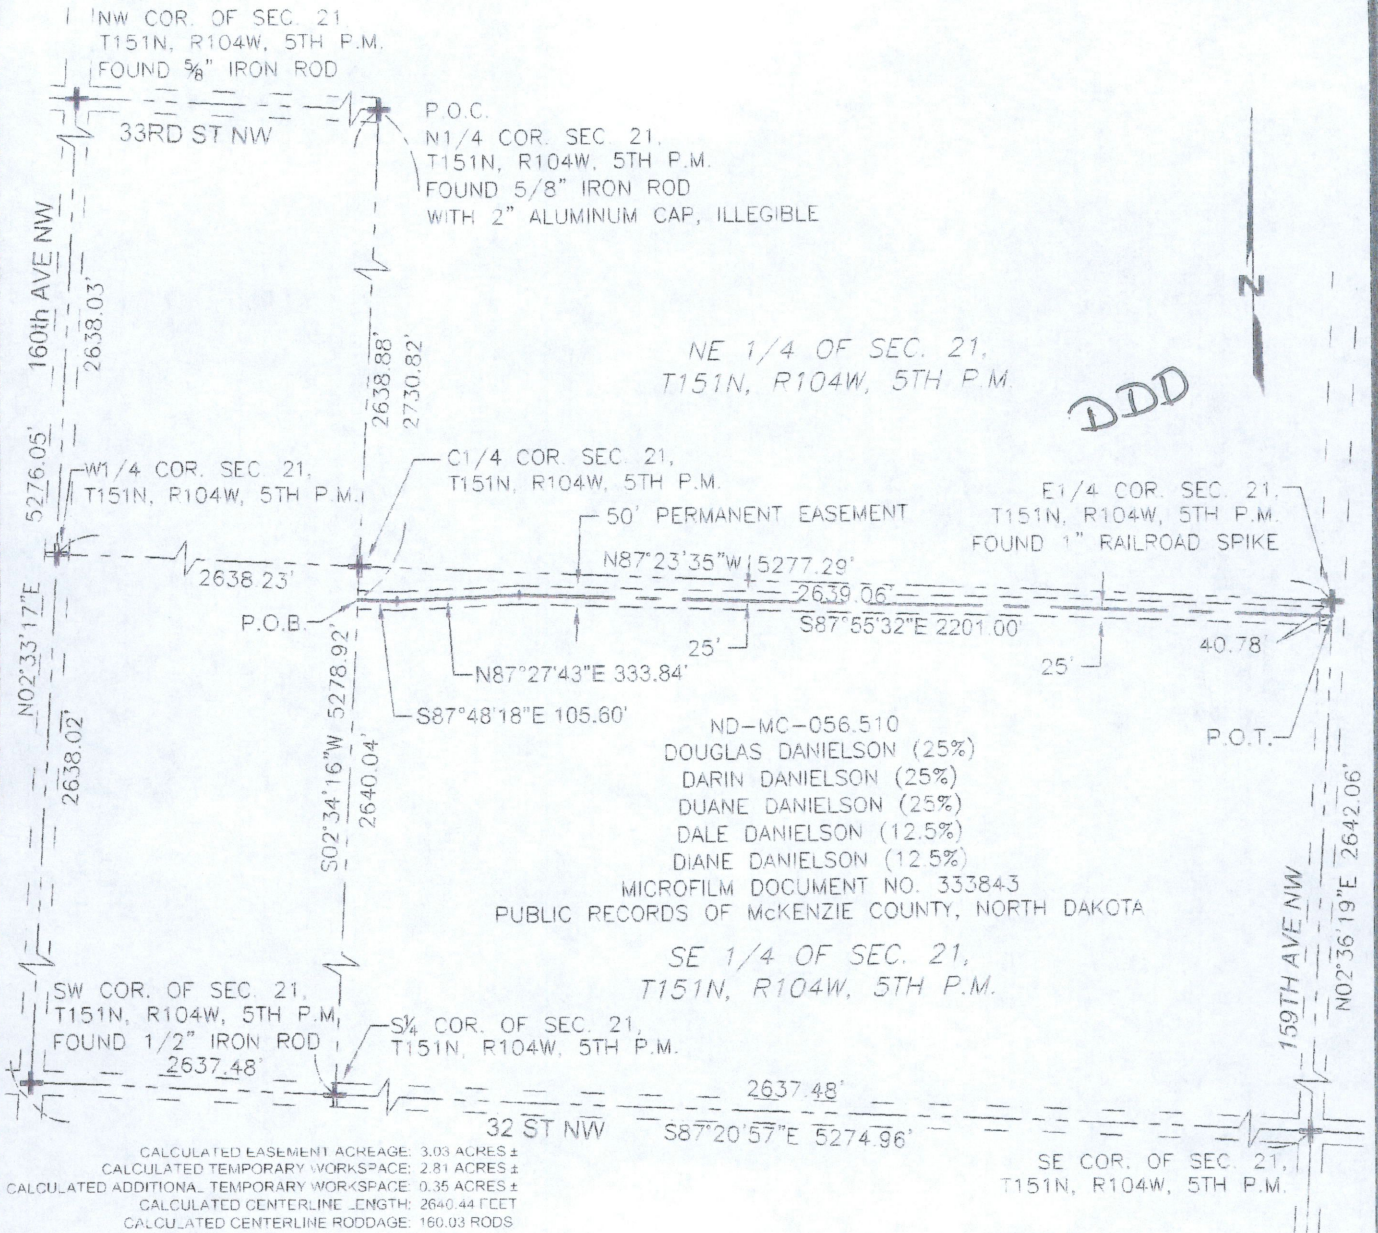 NW COR. OF SEC. 21,
T151N, R104W, 5TH P.M.
FOUND 5/8" IRON ROD
33RD ST NW
P.O.C.
N1/4 COR. SEC. 21,
T151N, R104W, 5TH P.M.
FOUND 5/8" IRON ROD
WITH 2" ALUMINUM CAP, ILLEGIBLE
160th AVE NW
2638.03'
2638.88'
2730.82'
N
NE 1/4 OF SEC. 21,
T151N, R104W, 5TH P.M.
DDD
N02°33'17"E 5276.05'
W1/4 COR. SEC. 21,
T151N, R104W, 5TH P.M.
C1/4 COR. SEC. 21,
T151N, R104W, 5TH P.M.
E1/4 COR. SEC. 21,
T151N, R104W, 5TH P.M.
FOUND 1" RAILROAD SPIKE
50' PERMANENT EASEMENT
N87°23'35"W 5277.29'
2638.23'
2639.06'
P.O.B.
S87°55'32"E 2201.00'
25'
25'
40.78'
N87°27'43"E 333.84'
S87°48'18"E 105.60'
P.O.T.
2638.02'
S02°34'16"W 5278.92'
2640.04'
ND-MC-056.510
DOUGLAS DANIELSON (25%)
DARIN DANIELSON (25%)
DUANE DANIELSON (25%)
DALE DANIELSON (12.5%)
DIANE DANIELSON (12.5%)
MICROFILM DOCUMENT NO. 333843
PUBLIC RECORDS OF McKENZIE COUNTY, NORTH DAKOTA
159TH AVE NW
N02°36'19"E 2642.06'
SE 1/4 OF SEC. 21,
T151N, R104W, 5TH P.M.
SW COR. OF SEC. 21,
T151N, R104W, 5TH P.M.
FOUND 1/2" IRON ROD
2637.48'
S1/4 COR. OF SEC. 21,
T151N, R104W, 5TH P.M.
2637.48'
32 ST NW
S87°20'57"E 5274.96'
SE COR. OF SEC. 21,
T151N, R104W, 5TH P.M.
CALCULATED EASEMENT ACREAGE: 3.03 ACRES ±
CALCULATED TEMPORARY WORKSPACE: 2.81 ACRES ±
CALCULATED ADDITIONAL TEMPORARY WORKSPACE: 0.35 ACRES ±
CALCULATED CENTERLINE LENGTH: 2640.44 FEET
CALCULATED CENTERLINE RODDAGE: 160.03 RODS